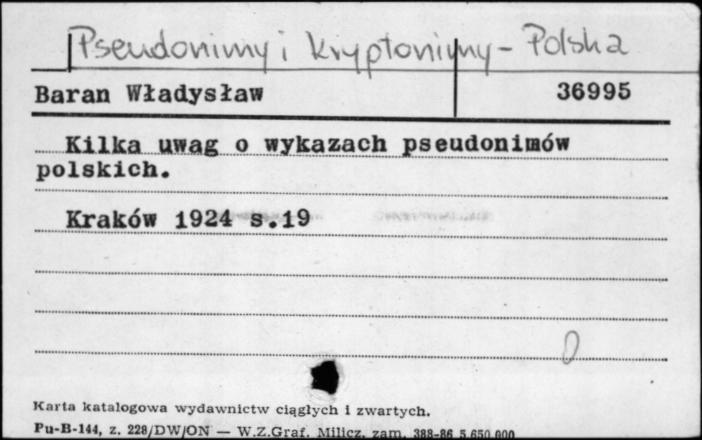 Pseudonimy i kryptonimy - Polska
Baran Władysław 36995
Kilka uwag o wykazach pseudonimów
polskich.
Kraków 1924 s.19
0
Karta katalogowa wydawnictw ciągłych i zwartych.
Pu-B-144, z. 228/DW/ON — W.Z.Graf. Milicz, zam. 388-86 5.650.000